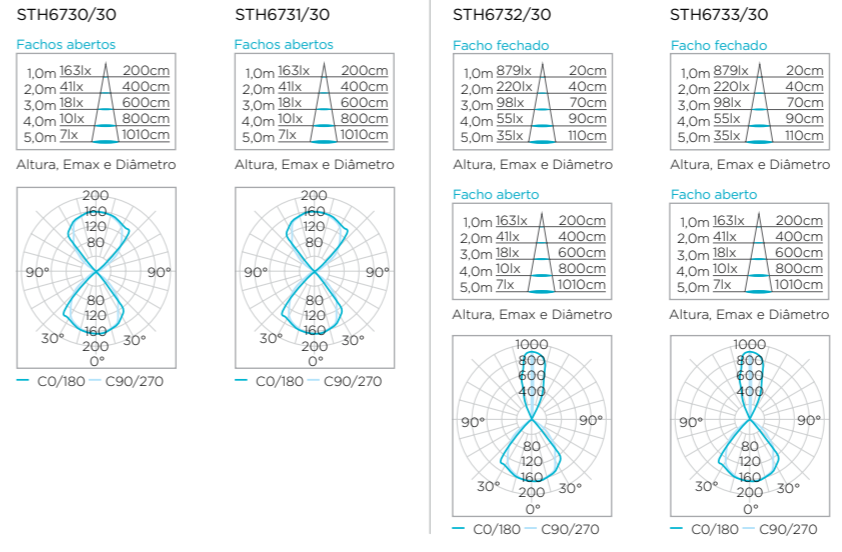 STH6730/30
Fachos abertos
1,0m 163lx 200cm
2,0m 41lx 400cm
3,0m 18lx 600cm
4,0m 10lx 800cm
5,0m 7lx 1010cm
Altura, Emax e Diâmetro
200
160
120
80
90° 90°
80
120
160
30° 200 30°
0°
C0/180 C90/270
STH6731/30
Fachos abertos
1,0m 163lx 200cm
2,0m 41lx 400cm
3,0m 18lx 600cm
4,0m 10lx 800cm
5,0m 7lx 1010cm
Altura, Emax e Diâmetro
200
160
120
80
90° 90°
80
120
160
30° 200 30°
0°
C0/180 C90/270
STH6732/30
Facho fechado
1,0m 879lx 20cm
2,0m 220lx 40cm
3,0m 98lx 70cm
4,0m 55lx 90cm
5,0m 35lx 110cm
Altura, Emax e Diâmetro
Facho aberto
1,0m 163lx 200cm
2,0m 41lx 400cm
3,0m 18lx 600cm
4,0m 10lx 800cm
5,0m 7lx 1010cm
Altura, Emax e Diâmetro
1000
800
600
400
90° 90°
80
120
160
30° 200 30°
0°
C0/180 C90/270
STH6733/30
Facho fechado
1,0m 879lx 20cm
2,0m 220lx 40cm
3,0m 98lx 70cm
4,0m 55lx 90cm
5,0m 35lx 110cm
Altura, Emax e Diâmetro
Facho aberto
1,0m 163lx 200cm
2,0m 41lx 400cm
3,0m 18lx 600cm
4,0m 10lx 800cm
5,0m 7lx 1010cm
Altura, Emax e Diâmetro
1000
800
600
400
90° 90°
80
120
160
30° 200 30°
0°
C0/180 C90/270